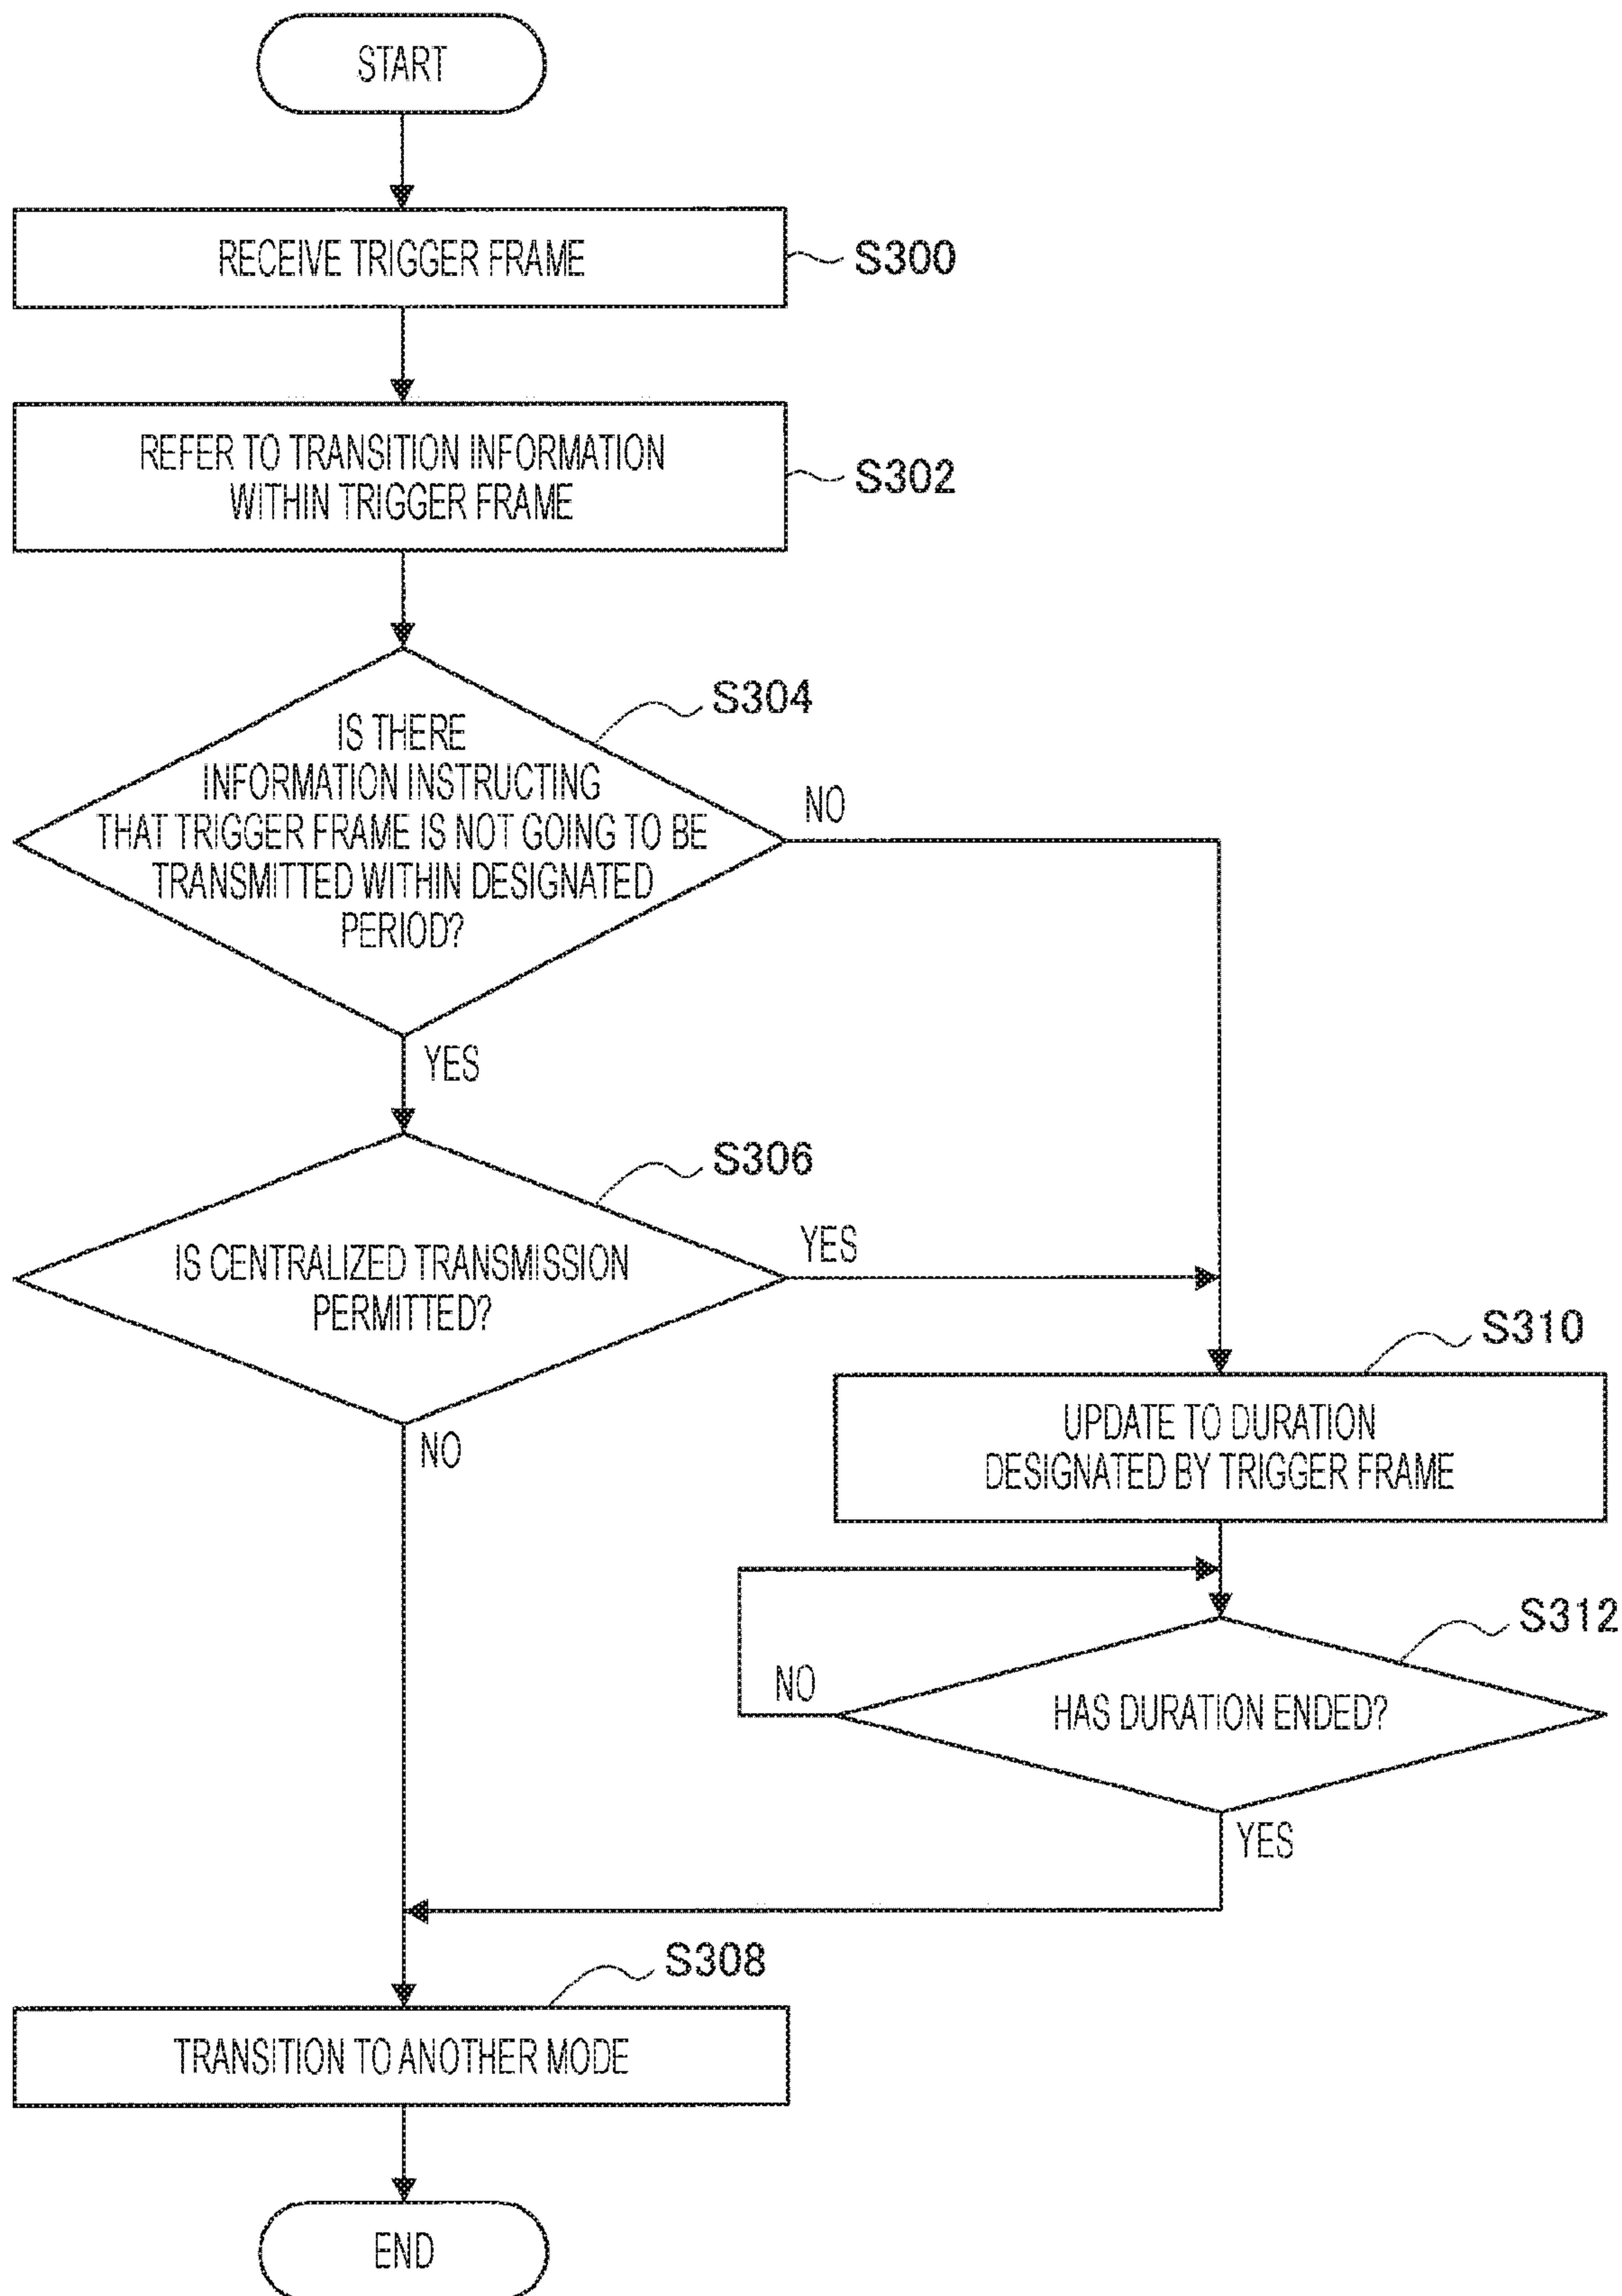 START
RECEIVE TRIGGER FRAME
S300
REFER TO TRANSITION INFORMATION
WITHIN TRIGGER FRAME
S302
S304
IS THERE
INFORMATION INSTRUCTING
THAT TRIGGER FRAME IS NOT GOING TO BE
TRANSMITTED WITHIN DESIGNATED
PERIOD?
NO
YES
S306
IS CENTRALIZED TRANSMISSION
PERMITTED?
YES
NO
S310
UPDATE TO DURATION
DESIGNATED BY TRIGGER FRAME
S312
HAS DURATION ENDED?
NO
YES
S308
TRANSITION TO ANOTHER MODE
END